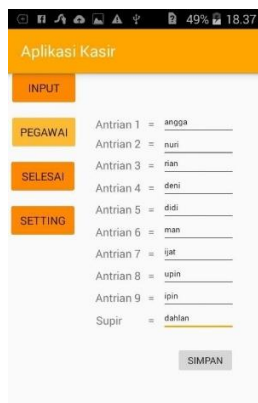 49% 18.37
Aplikasi Kasir
INPUT
PEGAWAI
SELESAI
SETTING
Antrian 1 = angga
Antrian 2 = nuri
Antrian 3 = rian
Antrian 4 = deni
Antrian 5 = didi
Antrian 6 = man
Antrian 7 = ijat
Antrian 8 = upin
Antrian 9 = ipin
Supir = dahlan
SIMPAN